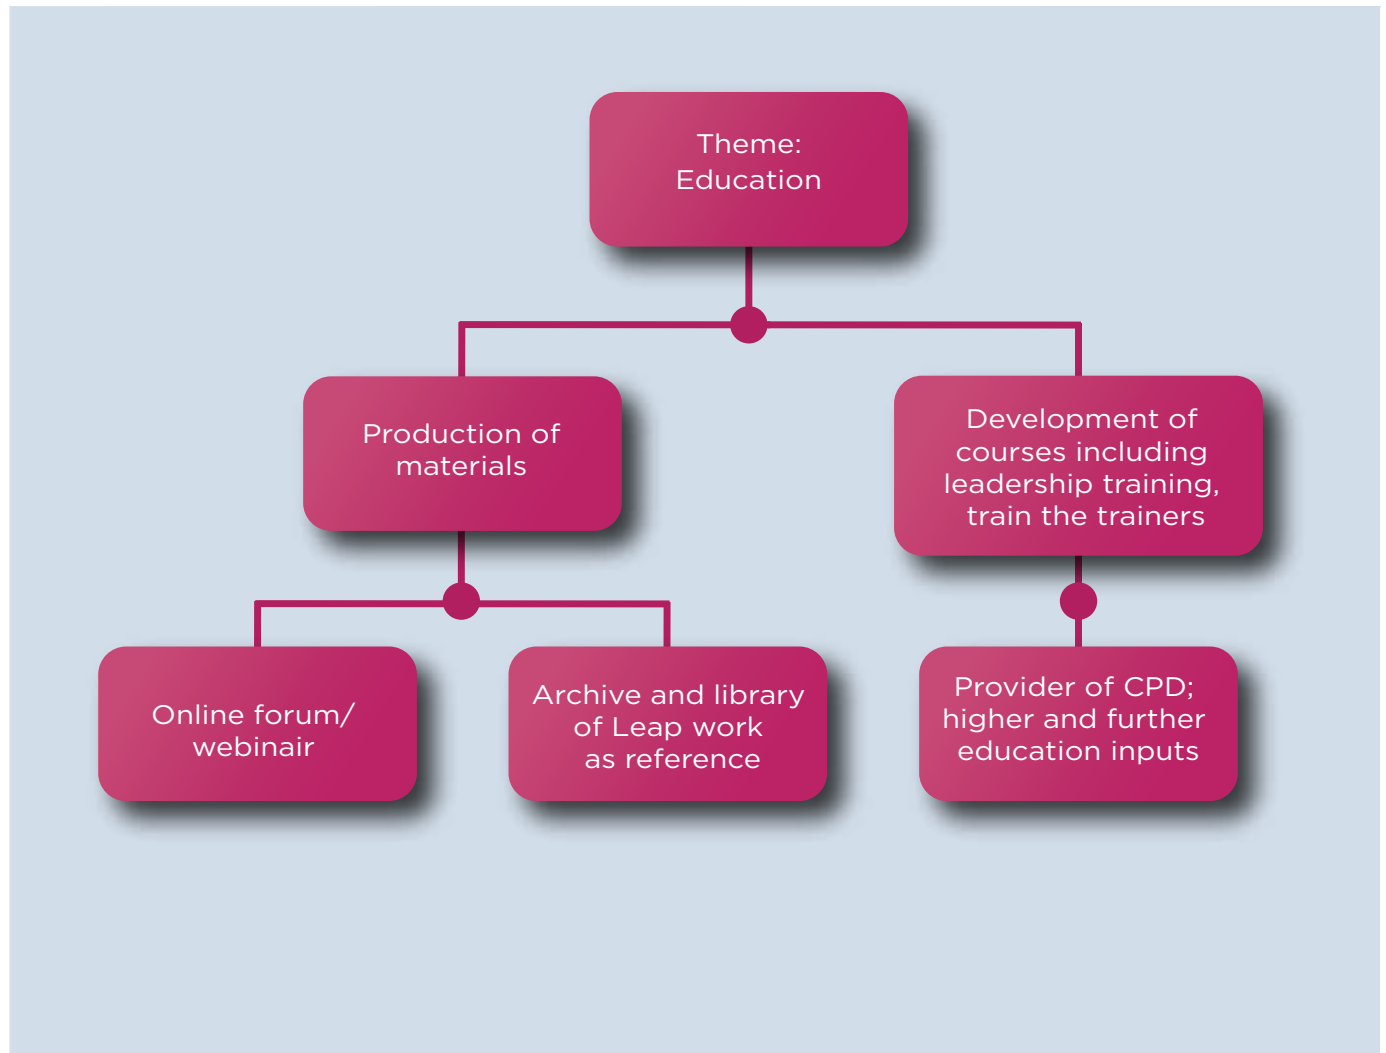 Theme:
Education
Production of
materials
Development of
courses including
leadership training,
train the trainers
Online forum/
webinair
Archive and library
of Leap work
as reference
Provider of CPD;
higher and further
education inputs